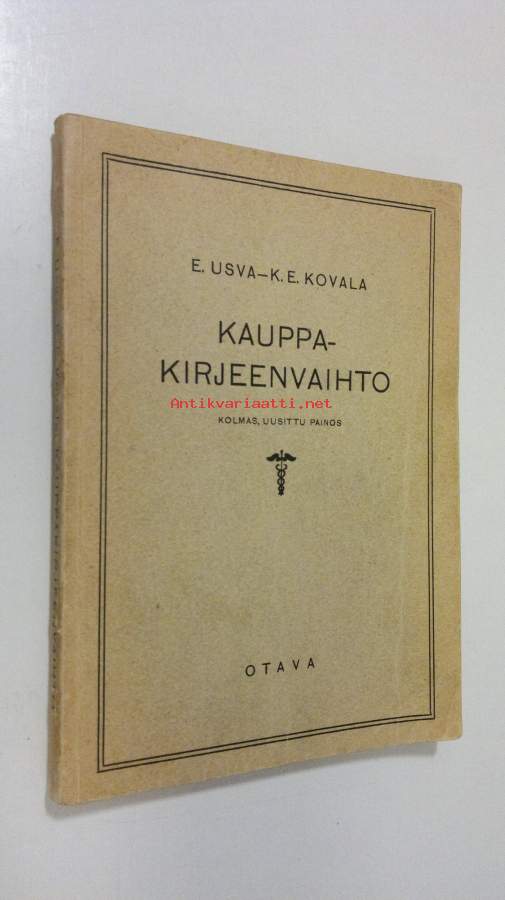 E. USVA—K. E. KOVALA
KAUPPA-
KIRJEENVAIHTO
Antikvariaatti.net
KOLMAS, UUSITTU PAINOS
OTAVA